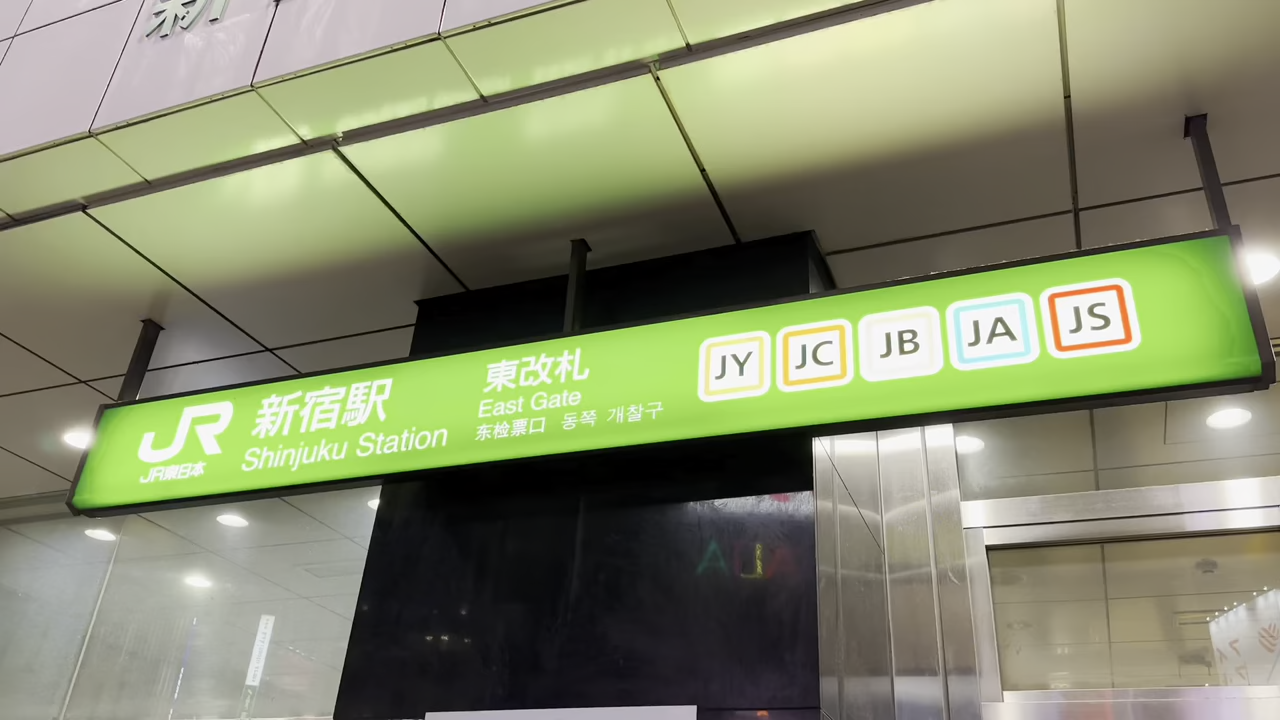 新
JR
JR東日本
新宿駅
Shinjuku Station
東改札
East Gate
东检票口 동쪽 개찰구
JY JC JB JA JS